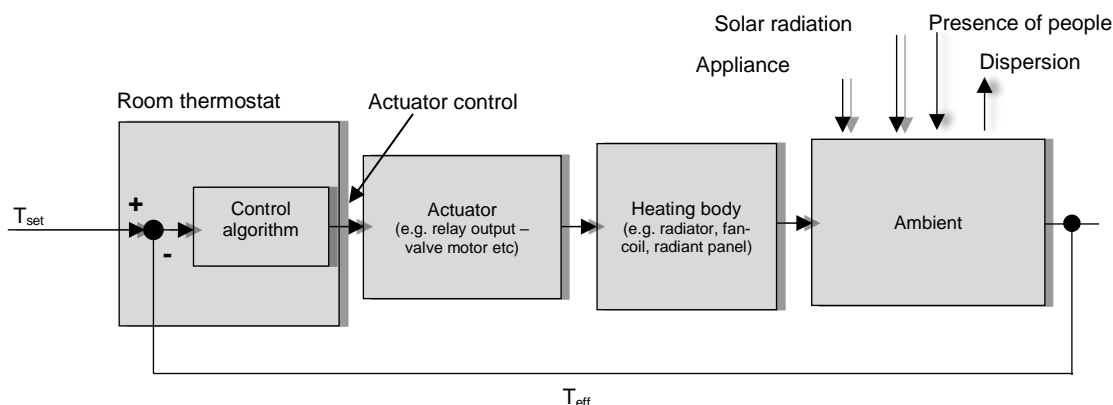 Solar radiation
Presence of people
Appliance
Dispersion
Room thermostat
Actuator control
T_set
+
-
Control
algorithm
Actuator
(e.g. relay output –
valve motor etc)
Heating body
(e.g. radiator, fan-
coil, radiant panel)
Ambient
T_eff